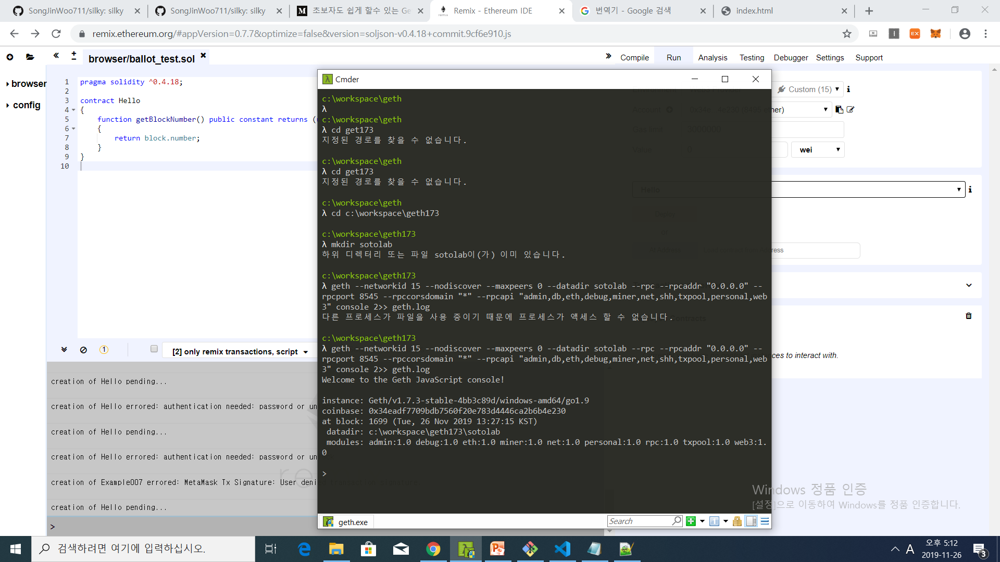 SongJinWoo711/silky: silky
SongJinWoo711/silky: silky
초보자도 쉽게 할수 있는 Ge
Remix - Ethereum IDE
번역기 - Google 검색
index.html
remix.ethereum.org/#appVersion=0.7.7&optimize=false&version=soljson-v0.4.18+commit.9cf6e910.js
browser/ballot_test.sol
Compile
Run
Analysis
Testing
Debugger
Settings
Support
browser
config
1 pragma solidity ^0.4.18;
2
3 contract Hello
4 {
5 function getBlockNumber() public constant returns (
6 {
7 return block.number;
8 }
9 }
10
[2] only remix transactions, script
creation of Hello pending...
creation of Hello errored: authentication needed: password or un
creation of Hello pending...
creation of Hello errored: authentication needed: password or un
creation of Example007 errored: MetaMask Tx Signature: User deni
creation of Hello pending...
>
Cmder
c:\workspace\geth
λ
c:\workspace\geth
λ cd get173
지정된 경로를 찾을 수 없습니다.
c:\workspace\geth
λ cd get173
지정된 경로를 찾을 수 없습니다.
c:\workspace\geth
λ cd c:\workspace\geth173
c:\workspace\geth173
λ mkdir sotolab
하위 디렉터리 또는 파일 sotolab이(가) 이미 있습니다.
c:\workspace\geth173
λ geth --networkid 15 --nodiscover --maxpeers 0 --datadir sotolab --rpc --rpcaddr "0.0.0.0" --
rpcport 8545 --rpccorsdomain "*" --rpcapi "admin,db,eth,debug,miner,net,shh,txpool,personal,web
3" console 2>> geth.log
다른 프로세스가 파일을 사용 중이기 때문에 프로세스가 액세스 할 수 없습니다.
c:\workspace\geth173
λ geth --networkid 15 --nodiscover --maxpeers 0 --datadir sotolab --rpc --rpcaddr "0.0.0.0" --
rpcport 8545 --rpccorsdomain "*" --rpcapi "admin,db,eth,debug,miner,net,shh,txpool,personal,web
3" console 2>> geth.log
Welcome to the Geth JavaScript console!
instance: Geth/v1.7.3-stable-4bb3c89d/windows-amd64/go1.9
coinbase: 0x34eadf7709bdb7560f20e783d4446ca2b6b4e230
at block: 1699 (Tue, 26 Nov 2019 13:27:15 KST)
datadir: c:\workspace\geth173\sotolab
modules: admin:1.0 debug:1.0 eth:1.0 miner:1.0 net:1.0 personal:1.0 rpc:1.0 txpool:1.0 web3:1.
0
>
geth.exe
Search
Custom (15)
Account
ether)
Gas limit
3000000
Value
0
wei
Hello
Contracts
to interact with.
Windows 정품 인증
[설정]으로 이동하여 Windows를 정품 인증합니다.
검색하려면 여기에 입력하십시오.
A
오후 5:12
2019-11-26
3